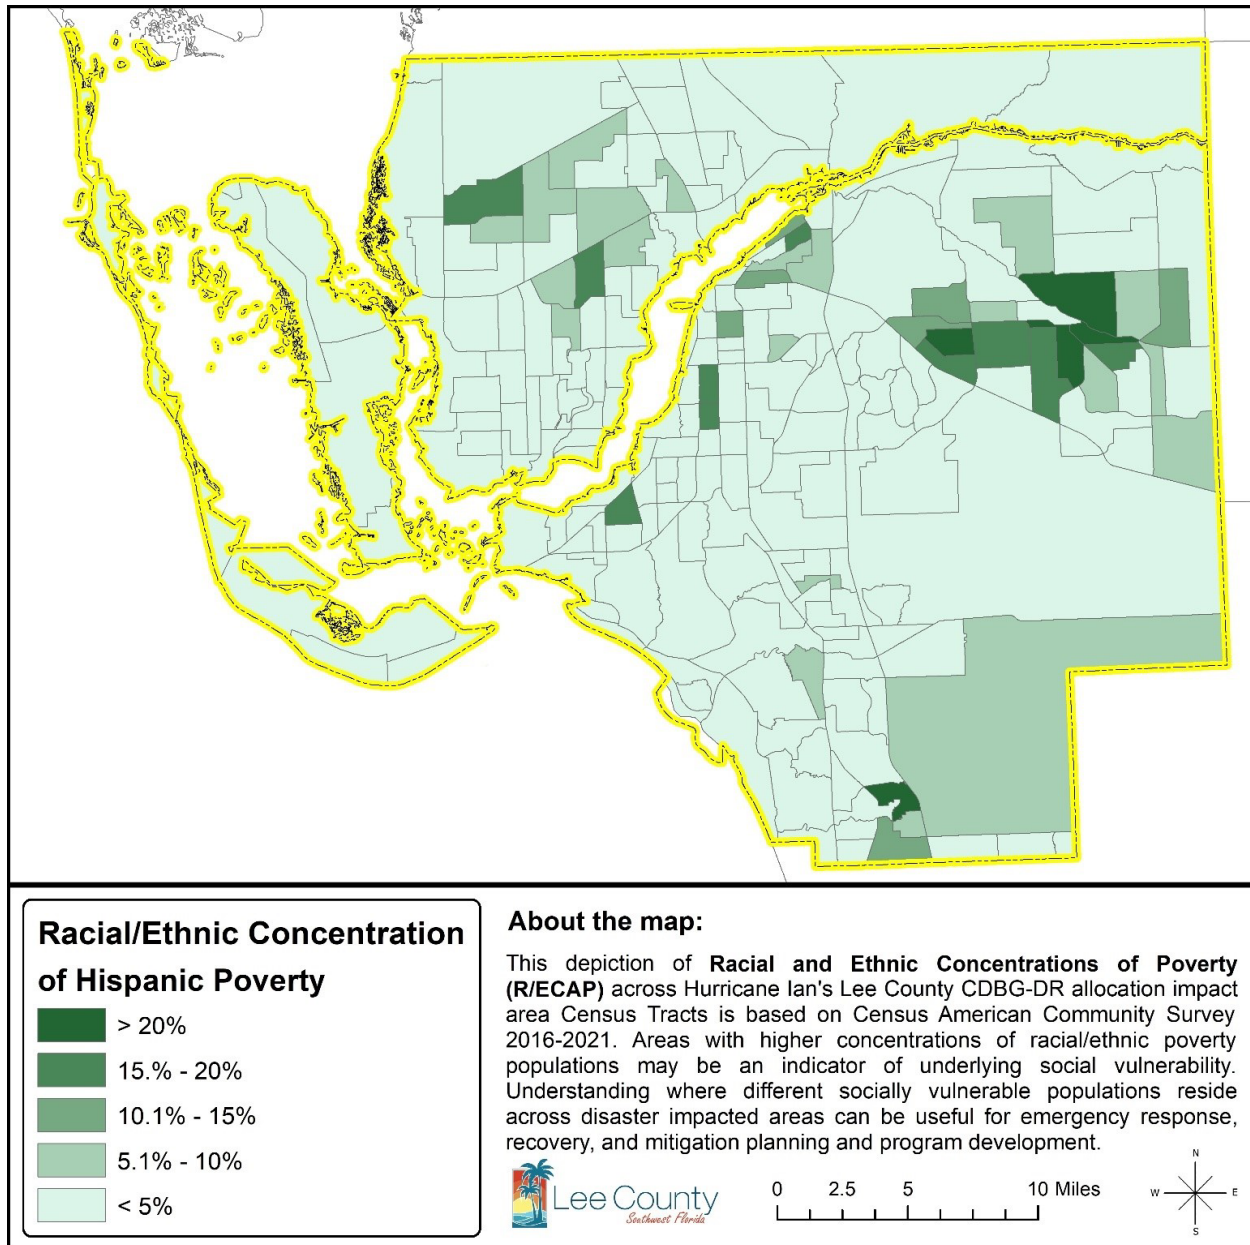 Racial/Ethnic Concentration
of Hispanic Poverty
> 20%
15.% - 20%
10.1% - 15%
5.1% - 10%
< 5%
About the map:
This depiction of Racial and Ethnic Concentrations of Poverty
(R/ECAP) across Hurricane Ian's Lee County CDBG-DR allocation impact
area Census Tracts is based on Census American Community Survey
2016-2021. Areas with higher concentrations of racial/ethnic poverty
populations may be an indicator of underlying social vulnerability.
Understanding where different socially vulnerable populations reside
across disaster impacted areas can be useful for emergency response,
recovery, and mitigation planning and program development.
Lee County
Southwest Florida
0 2.5 5 10 Miles
N
W E
S